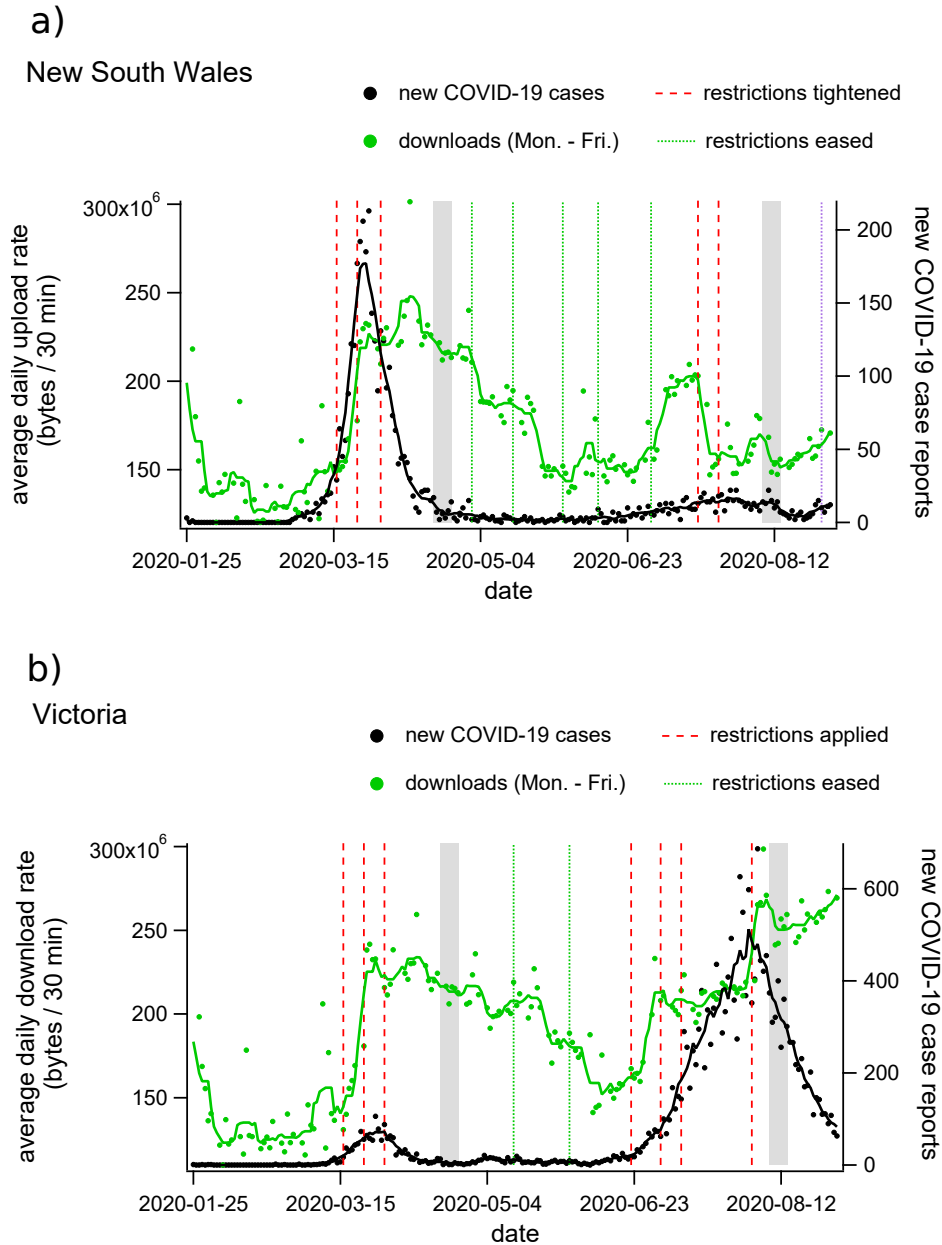 a)
New South Wales
new COVID-19 cases
restrictions tightened
downloads (Mon. - Fri.)
restrictions eased
average daily upload rate
(bytes / 30 min)
300x10⁶
250
200
150
200
150
100
50
0
new COVID-19 case reports
2020-01-25 2020-03-15 2020-05-04 2020-06-23 2020-08-12
date
b)
Victoria
new COVID-19 cases
restrictions applied
downloads (Mon. - Fri.)
restrictions eased
average daily download rate
(bytes / 30 min)
300x10⁶
250
200
150
600
400
200
0
new COVID-19 case reports
2020-01-25 2020-03-15 2020-05-04 2020-06-23 2020-08-12
date